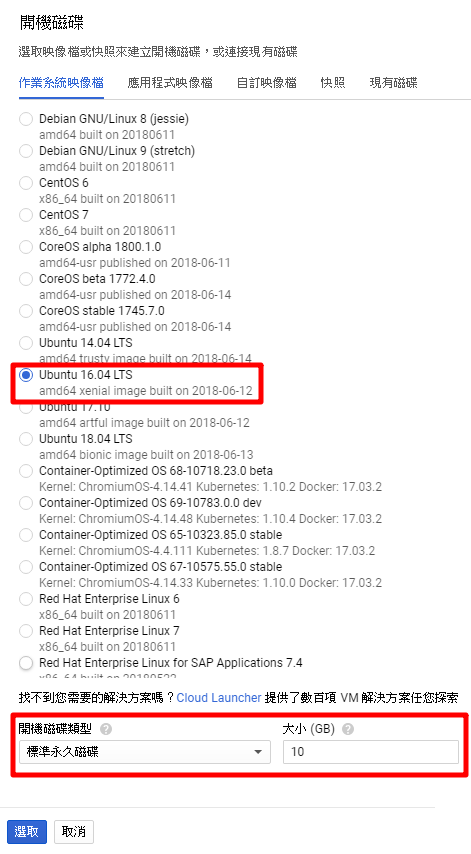 開機磁碟
選取映像檔或快照來建立開機磁碟，或連接現有磁碟
作業系統映像檔 應用程式映像檔 自訂映像檔 快照 現有磁碟
Debian GNU/Linux 8 (jessie)
amd64 built on 20180611
Debian GNU/Linux 9 (stretch)
amd64 built on 20180611
CentOS 6
x86_64 built on 20180611
CentOS 7
x86_64 built on 20180611
CoreOS alpha 1800.1.0
amd64-usr published on 2018-06-11
CoreOS beta 1772.4.0
amd64-usr published on 2018-06-14
CoreOS stable 1745.7.0
amd64-usr published on 2018-06-14
Ubuntu 14.04 LTS
amd64 trusty image built on 2018-06-14
Ubuntu 16.04 LTS
amd64 xenial image built on 2018-06-12
Ubuntu 17.10
amd64 artful image built on 2018-06-12
Ubuntu 18.04 LTS
amd64 bionic image built on 2018-06-13
Container-Optimized OS 68-10718.23.0 beta
Kernel: ChromiumOS-4.14.41 Kubernetes: 1.10.2 Docker: 17.03.2
Container-Optimized OS 69-10783.0.0 dev
Kernel: ChromiumOS-4.14.48 Kubernetes: 1.10.4 Docker: 17.03.2
Container-Optimized OS 65-10323.85.0 stable
Kernel: ChromiumOS-4.4.111 Kubernetes: 1.8.7 Docker: 17.03.2
Container-Optimized OS 67-10575.55.0 stable
Kernel: ChromiumOS-4.14.33 Kubernetes: 1.10.0 Docker: 17.03.2
Red Hat Enterprise Linux 6
x86_64 built on 20180611
Red Hat Enterprise Linux 7
x86_64 built on 20180611
Red Hat Enterprise Linux for SAP Applications 7.4
x86_64 built on 20180522
找不到您需要的解決方案嗎？Cloud Launcher 提供了數百項 VM 解決方案任您探索
開機磁碟類型 ? 大小 (GB) ?
標準永久磁碟 10
選取 取消